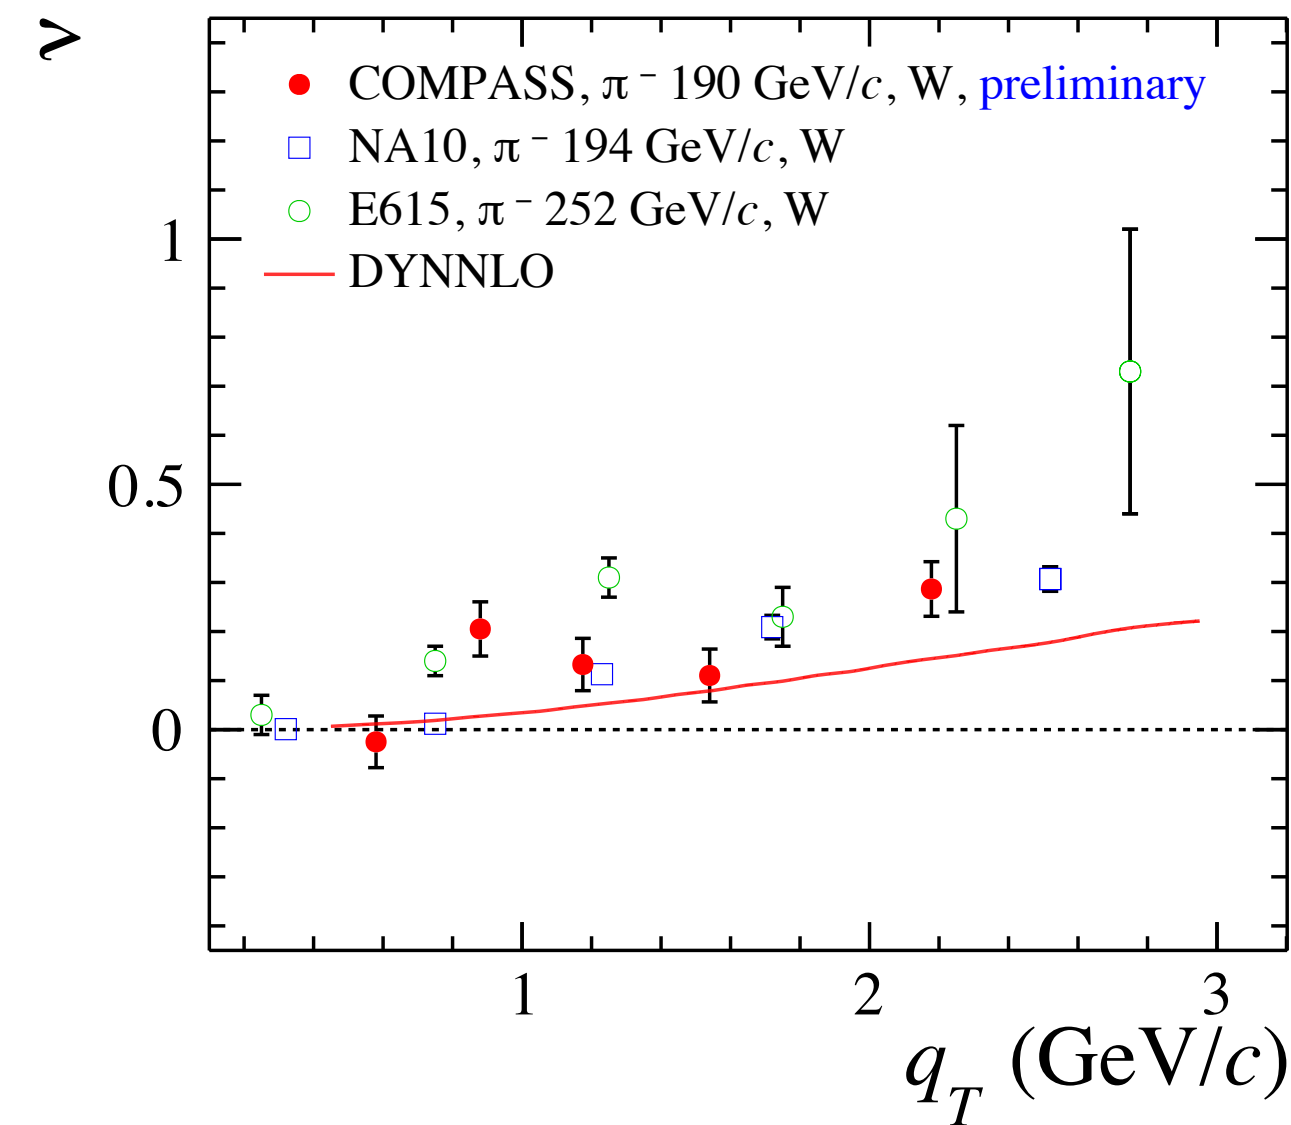 ν
COMPASS, π⁻ 190 GeV/c, W, preliminary
NA10, π⁻ 194 GeV/c, W
E615, π⁻ 252 GeV/c, W
DYNNLO
1
0.5
0
1 2 3
q_T (GeV/c)